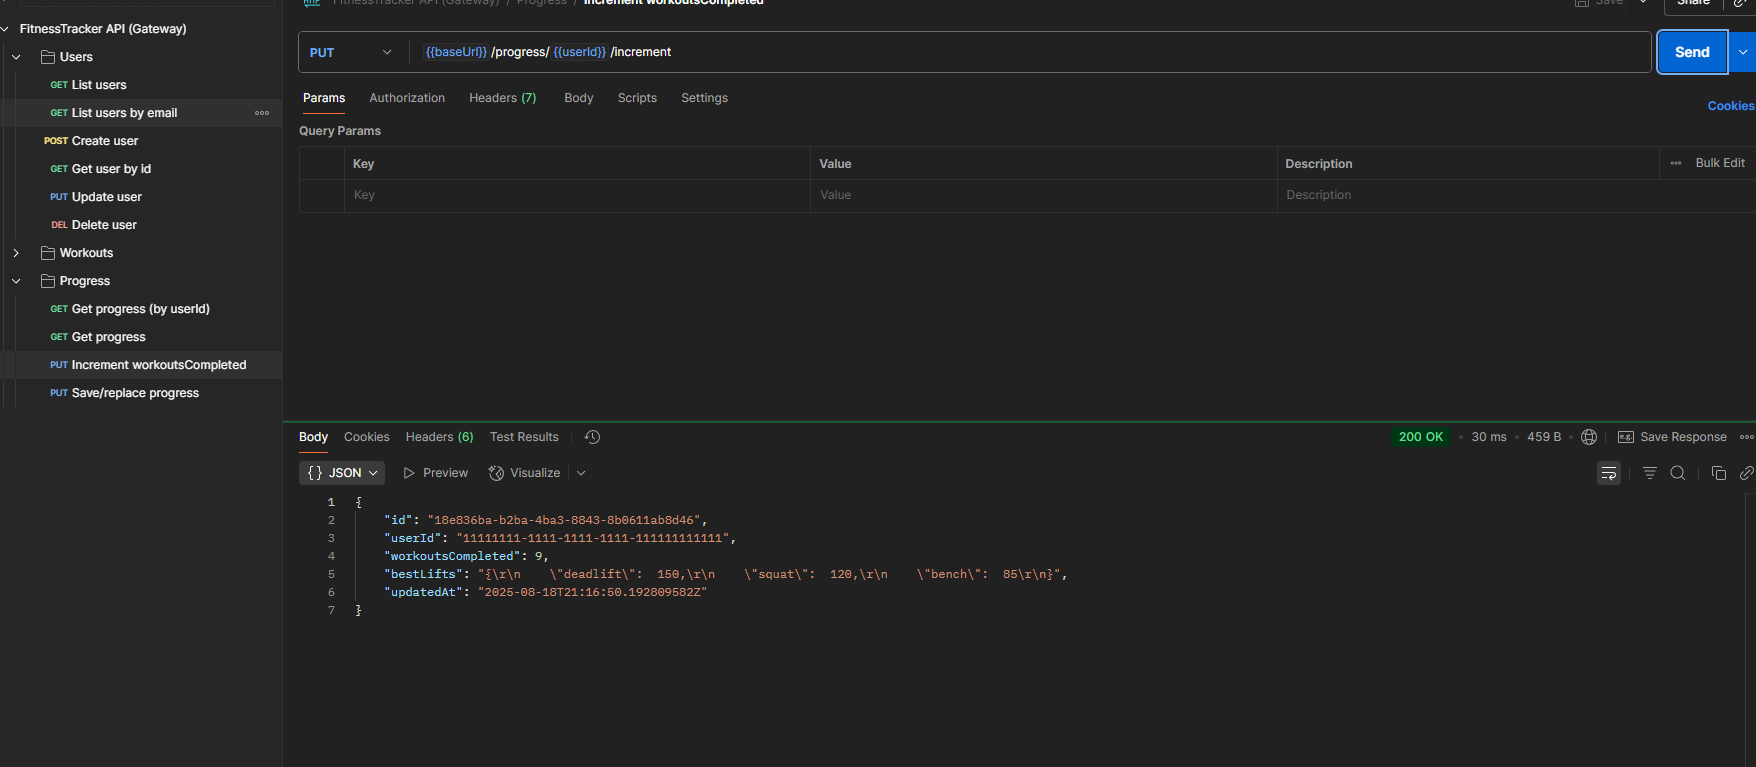 FitnessTracker API (Gateway) / Progress / Increment workoutsCompleted
Save
Share
FitnessTracker API (Gateway)
Users
GET List users
GET List users by email
POST Create user
GET Get user by id
PUT Update user
DEL Delete user
Workouts
Progress
GET Get progress (by userId)
GET Get progress
PUT Increment workoutsCompleted
PUT Save/replace progress
PUT
{{baseUrl}} /progress/ {{userId}} /increment
Send
Params Authorization Headers (7) Body Scripts Settings
Cookies
Query Params
Key Value Description Bulk Edit
Key Value Description
Body Cookies Headers (6) Test Results
200 OK • 30 ms • 459 B • e.g. Save Response
{} JSON Preview Visualize
1 {
2 "id": "18e836ba-b2ba-4ba3-8843-8b0611ab8d46",
3 "userId": "11111111-1111-1111-1111-111111111111",
4 "workoutsCompleted": 9,
5 "bestLifts": "{\r\n    \"deadlift\":  150,\r\n    \"squat\":  120,\r\n    \"bench\":  85\r\n}",
6 "updatedAt": "2025-08-18T21:16:50.192809582Z"
7 }